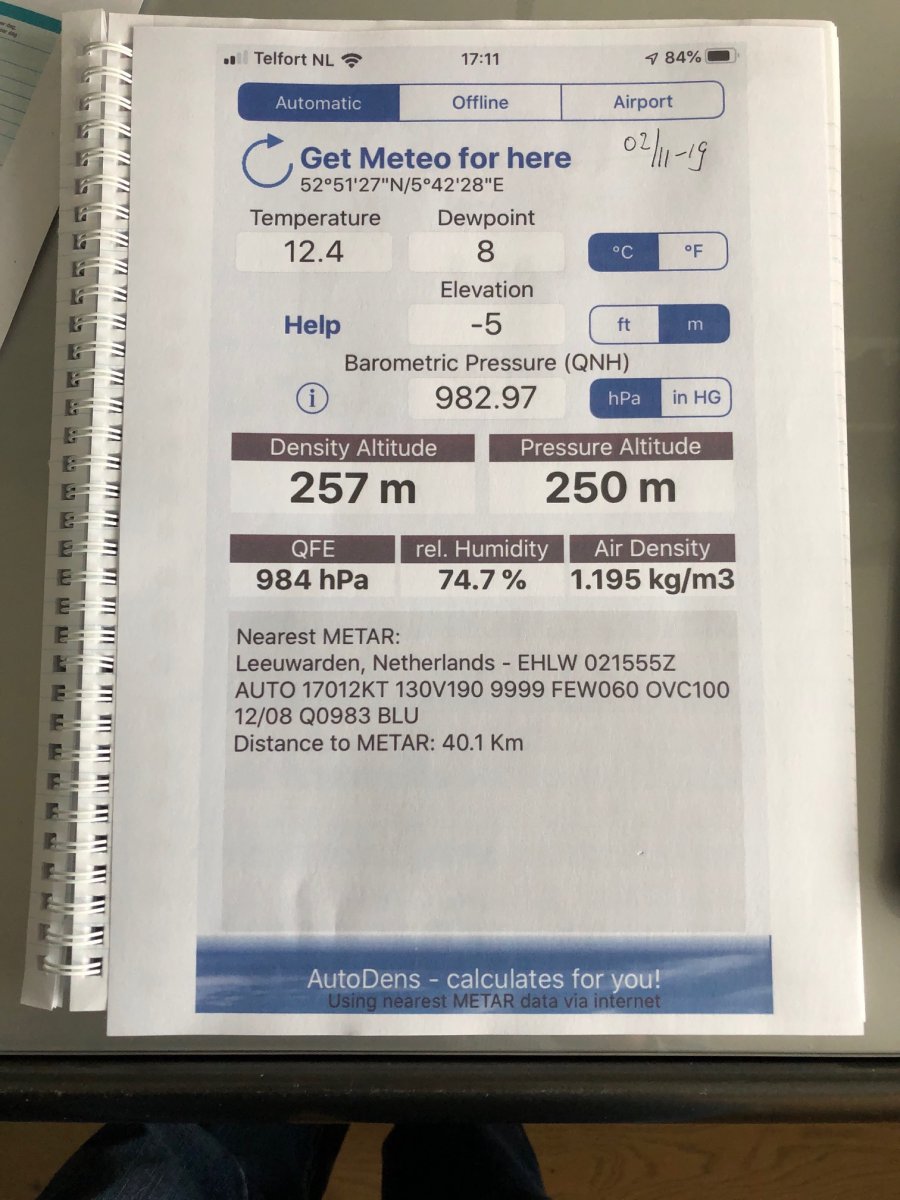 Telfort NL 17:11 84%
Automatic Offline Airport
Get Meteo for here 02/11-19
52°51'27"N/5°42'28"E
Temperature Dewpoint
12.4 8 °C °F
Elevation
Help -5 ft m
Barometric Pressure (QNH)
i 982.97 hPa in HG
Density Altitude Pressure Altitude
257 m 250 m
QFE rel. Humidity Air Density
984 hPa 74.7 % 1.195 kg/m3
Nearest METAR:
Leeuwarden, Netherlands - EHLW 021555Z
AUTO 17012KT 130V190 9999 FEW060 OVC100
12/08 Q0983 BLU
Distance to METAR: 40.1 Km
AutoDens - calculates for you!
Using nearest METAR data via internet